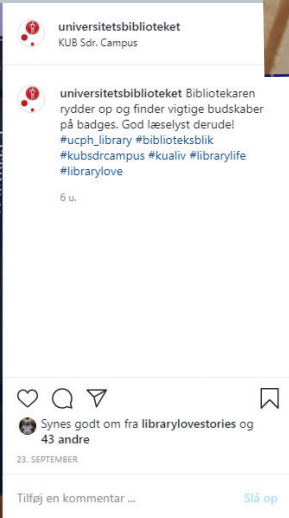 universitetsbiblioteket
KUB Sdr. Campus
universitetsbiblioteket Bibliotekaren
rydder op og finder vigtige budskaber
på badges. God læselyst derude!
#ucph_library #biblioteksblik
#kubsdrcampus #kualiv #librarylife
#librarylove
6 u.
Synes godt om fra librarylovestories og
43 andre
23. SEPTEMBER
Tilføj en kommentar ... Slå op